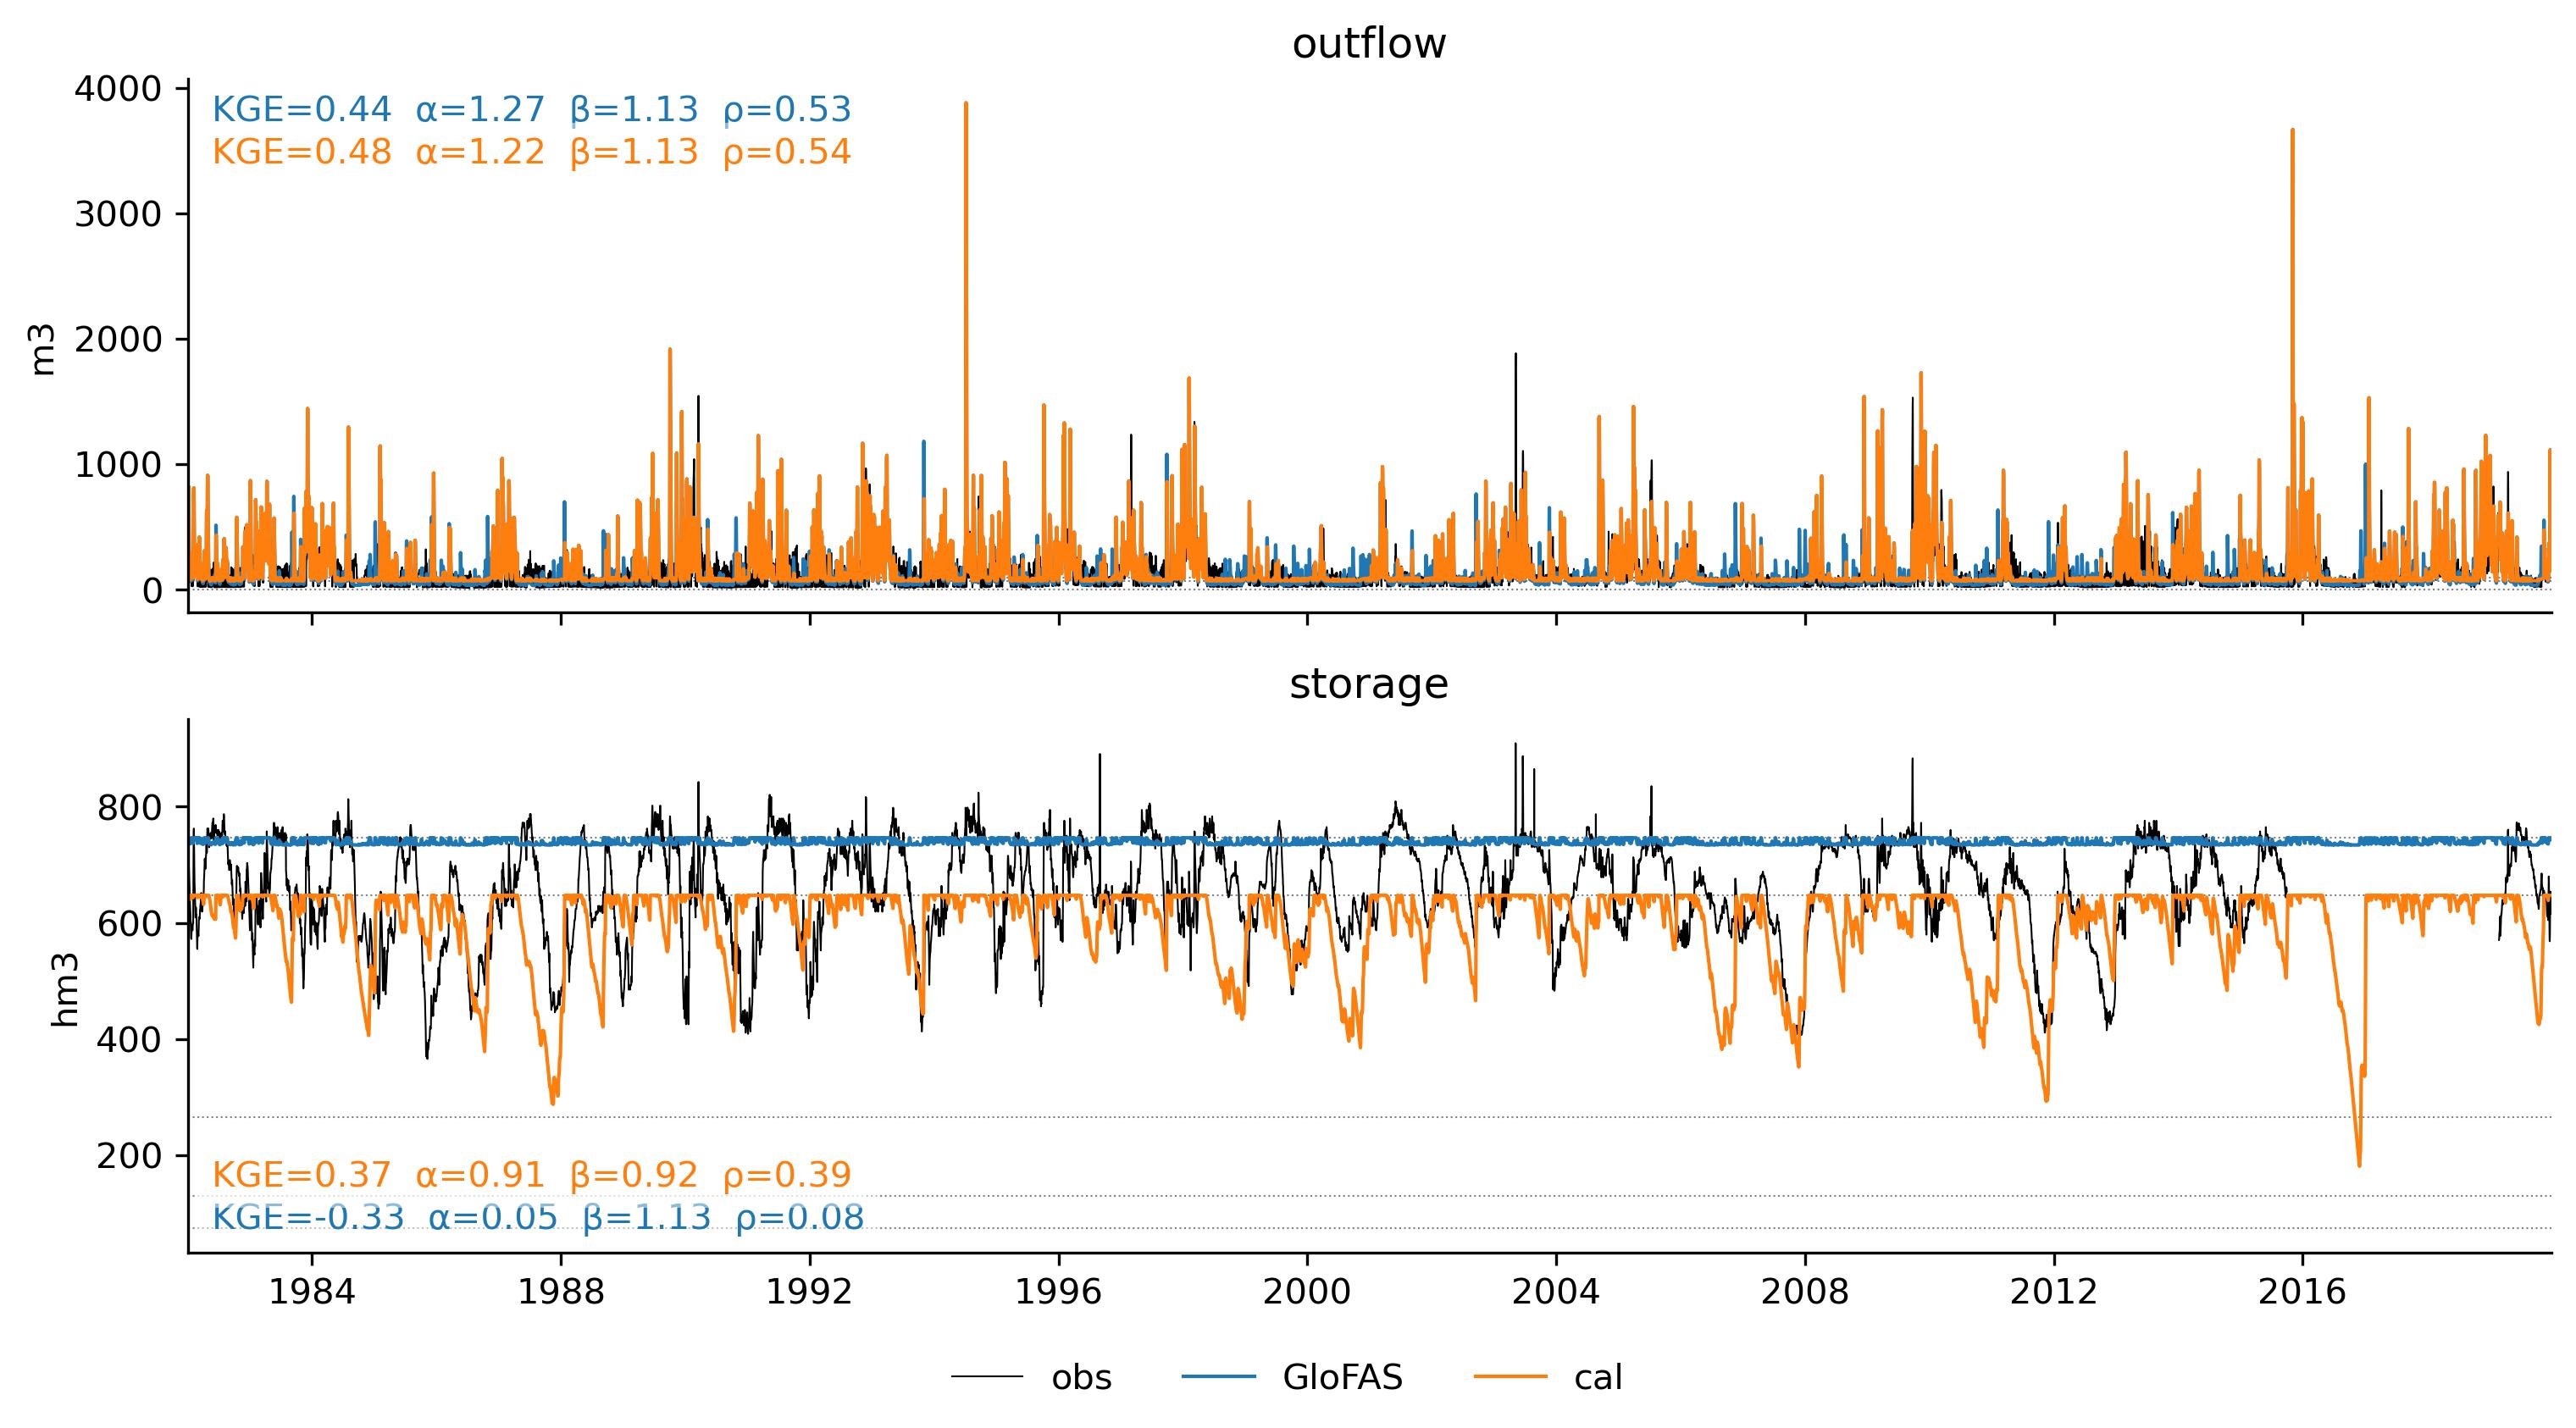 outflow
4000
3000
2000
1000
0
m3
KGE=0.44 α=1.27 β=1.13 ρ=0.53
KGE=0.48 α=1.22 β=1.13 ρ=0.54
storage
800
600
400
200
hm3
KGE=0.37 α=0.91 β=0.92 ρ=0.39
KGE=-0.33 α=0.05 β=1.13 ρ=0.08
1984 1988 1992 1996 2000 2004 2008 2012 2016
obs GloFAS cal